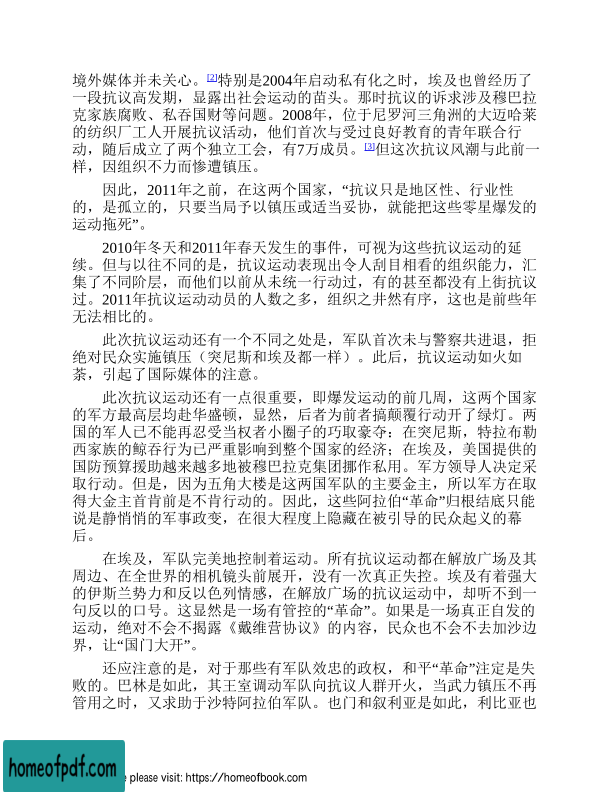 境外媒体并未关心。[2]特别是2004年启动私有化之时，埃及也曾经历了
一段抗议高发期，显露出社会运动的苗头。那时抗议的诉求涉及穆巴拉
克家族腐败、私吞国财等问题。2008年，位于尼罗河三角洲的大迈哈莱
的纺织厂工人开展抗议活动，他们首次与受过良好教育的青年联合行
动，随后成立了两个独立工会，有7万成员。[3]但这次抗议风潮与此前一
样，因组织不力而惨遭镇压。
因此，2011年之前，在这两个国家，“抗议只是地区性、行业性
的，是孤立的，只要当局予以镇压或适当妥协，就能把这些零星爆发的
运动拖死”。
2010年冬天和2011年春天发生的事件，可视为这些抗议运动的延
续。但与以往不同的是，抗议运动表现出令人刮目相看的组织能力，汇
集了不同阶层，而他们以前从未统一行动过，有的甚至都没有上街抗议
过。2011年抗议运动动员的人数之多，组织之井然有序，这也是前些年
无法相比的。
此次抗议运动还有一个不同之处是，军队首次未与警察共进退，拒
绝对民众实施镇压（突尼斯和埃及都一样）。此后，抗议运动如火如
荼，引起了国际媒体的注意。
此次抗议运动还有一点很重要，即爆发运动的前几周，这两个国家
的军方最高层均赴华盛顿，显然，后者为前者搞颠覆行动开了绿灯。两
国的军人已不能再忍受当权者小圈子的巧取豪夺：在突尼斯，特拉布勒
西家族的鲸吞行为已严重影响到整个国家的经济；在埃及，美国提供的
国防预算援助越来越多地被穆巴拉克集团挪作私用。军方领导人决定采
取行动。但是，因为五角大楼是这两国军队的主要金主，所以军方在取
得大金主首肯前是不肯行动的。因此，这些阿拉伯“革命”归根结底只能
说是静悄悄的军事政变，在很大程度上隐藏在被引导的民众起义的幕
后。
在埃及，军队完美地控制着运动。所有抗议运动都在解放广场及其
周边、在全世界的相机镜头前展开，没有一次真正失控。埃及有着强大
的伊斯兰势力和反以色列情感，在解放广场的抗议运动中，却听不到一
句反以的口号。这显然是一场有管控的“革命”。如果是一场真正自发的
运动，绝对不会不揭露《戴维营协议》的内容，民众也不会不去加沙边
界，让“国门大开”。
还应注意的是，对于那些有军队效忠的政权，和平“革命”注定是失
败的。巴林是如此，其王室调动军队向抗议人群开火，当武力镇压不再
管用之时，又求助于沙特阿拉伯军队。也门和叙利亚是如此，利比亚也
homeofpdf.com
e please visit: https://homeofbook.com